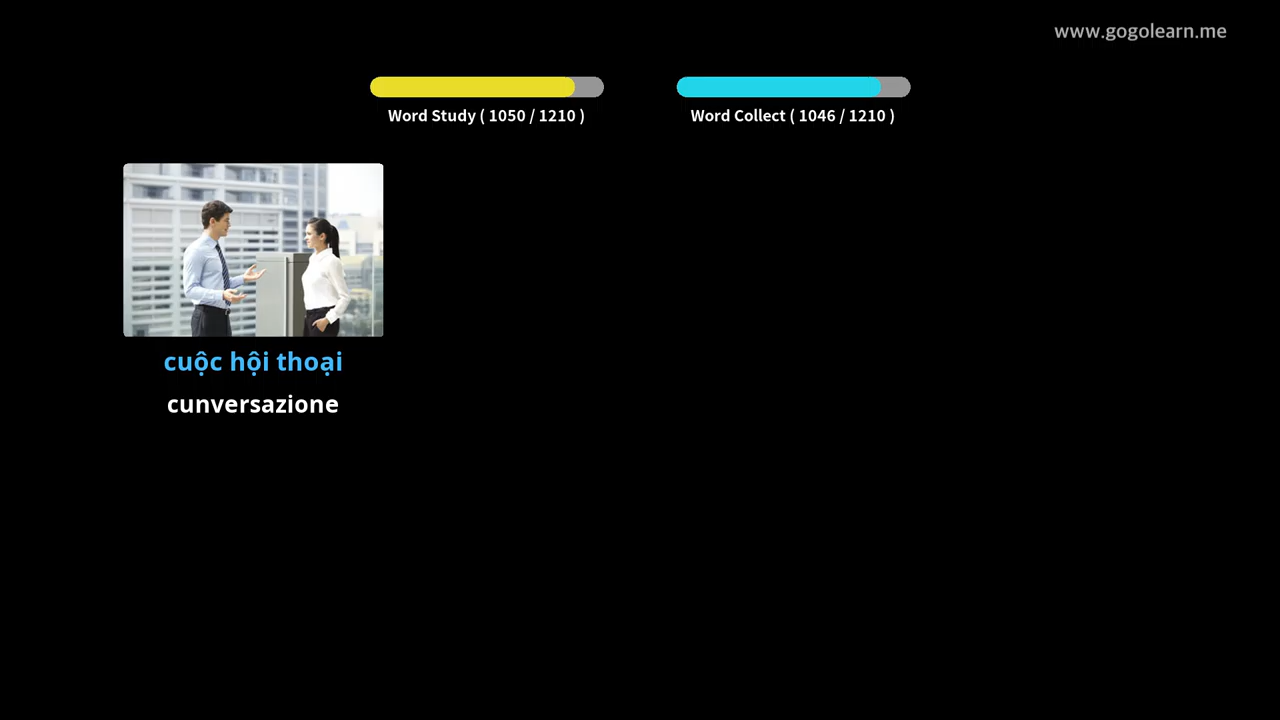 www.gogolearn.me
Word Study ( 1050 / 1210 )
Word Collect ( 1046 / 1210 )
cuộc hội thoại
cunversazione